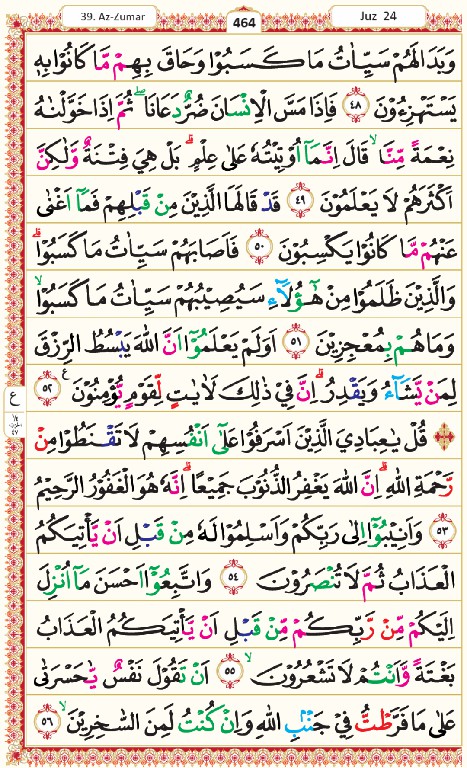 39. Az-Zumar
464
Juz 24
وَبَدَا لَهُمْ سَيِّاٰتُ مَا كَسَبُوْا وَحَاقَ بِهِمْ مَّا كَانُوْا بِهٖ
يَسْتَهْزِءُوْنَ ٤٨ فَاِذَا مَسَّ الْاِنْسَانَ ضُرٌّ دَعَانَاۖ ثُمَّ اِذَا خَوَّلْنٰهُ
نِعْمَةً مِّنَّاۙ قَالَ اِنَّمَآ اُوْتِيْتُهٗ عَلٰى عِلْمٍۗ بَلْ هِيَ فِتْنَةٌ وَّلٰكِنَّ
اَكْثَرَهُمْ لَا يَعْلَمُوْنَ ٤٩ قَدْ قَالَهَا الَّذِيْنَ مِنْ قَبْلِهِمْ فَمَآ اَغْنٰى
عَنْهُمْ مَّا كَانُوْا يَكْسِبُوْنَ ٥٠ فَاَصَابَهُمْ سَيِّاٰتُ مَا كَسَبُوْاۗ
وَالَّذِيْنَ ظَلَمُوْا مِنْ هٰٓؤُلَاۤءِ سَيُصِيْبُهُمْ سَيِّاٰتُ مَا كَسَبُوْاۙ
وَمَا هُمْ بِمُعْجِزِيْنَ ٥١ اَوَلَمْ يَعْلَمُوْٓا اَنَّ اللّٰهَ يَبْسُطُ الرِّزْقَ
لِمَنْ يَّشَاۤءُ وَيَقْدِرُۗ اِنَّ فِيْ ذٰلِكَ لَاٰيٰتٍ لِّقَوْمٍ يُّؤْمِنُوْنَ ࣖ ٥٢
ع
قُلْ يٰعِبَادِيَ الَّذِيْنَ اَسْرَفُوْا عَلٰٓى اَنْفُسِهِمْ لَا تَقْنَطُوْا مِنْ
رَّحْمَةِ اللّٰهِۗ اِنَّ اللّٰهَ يَغْفِرُ الذُّنُوْبَ جَمِيْعًاۗ اِنَّهٗ هُوَ الْغَفُوْرُ الرَّحِيْمُ
٥٣ وَاَنِيْبُوْٓا اِلٰى رَبِّكُمْ وَاَسْلِمُوْا لَهٗ مِنْ قَبْلِ اَنْ يَّأْتِيَكُمُ
الْعَذَابُ ثُمَّ لَا تُنْصَرُوْنَ ٥٤ وَاتَّبِعُوْٓا اَحْسَنَ مَآ اُنْزِلَ
اِلَيْكُمْ مِّنْ رَّبِّكُمْ مِّنْ قَبْلِ اَنْ يَّأْتِيَكُمُ الْعَذَابُ
بَغْتَةً وَّاَنْتُمْ لَا تَشْعُرُوْنَۙ ٥٥ اَنْ تَقُوْلَ نَفْسٌ يّٰحَسْرَتٰى
عَلٰى مَا فَرَّطْتُّ فِيْ جَنْۢبِ اللّٰهِ وَاِنْ كُنْتُ لَمِنَ السّٰخِرِيْنَۙ ٥٦